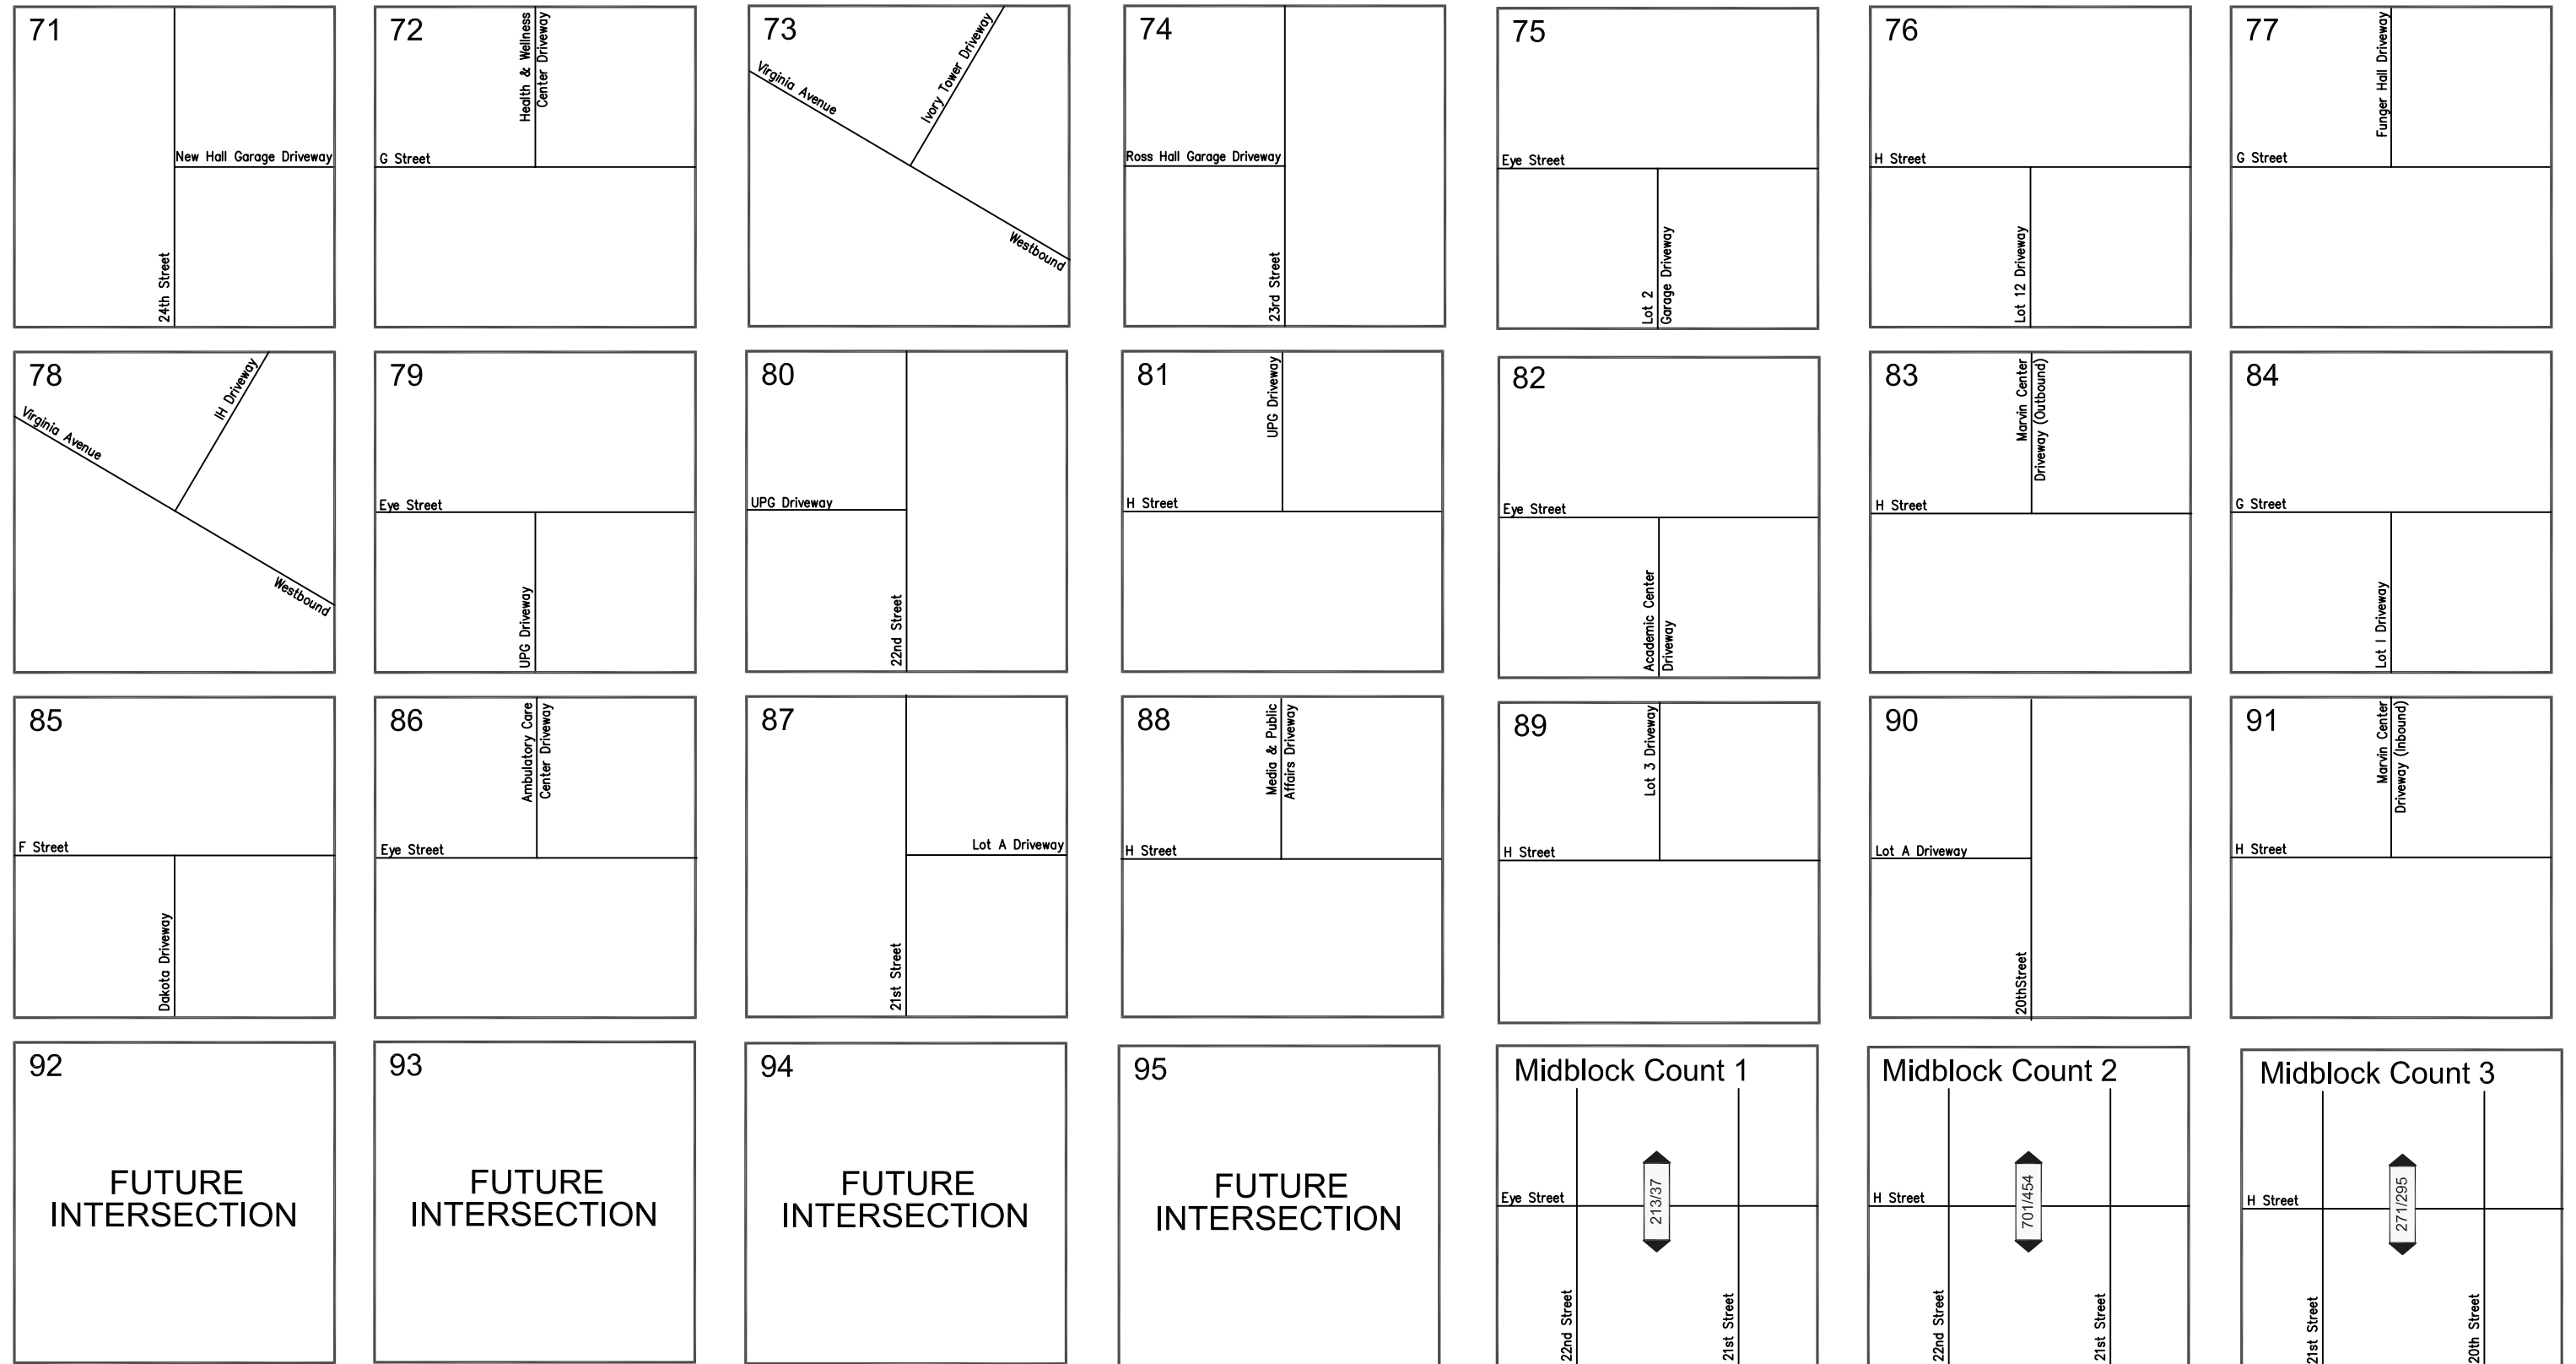 71
24th Street
New Hall Garage Driveway
72
Health & Wellness
Center Driveway
G Street
73
Virginia Avenue
Ivory Tower Driveway
Westbound
74
Ross Hall Garage Driveway
23rd Street
75
Eye Street
Lot 2
Garage Driveway
76
H Street
Lot 12 Driveway
77
Funger Hall Driveway
G Street
78
Virginia Avenue
IH Driveway
Westbound
79
Eye Street
UPG Driveway
80
UPG Driveway
22nd Street
81
UPG Driveway
H Street
82
Eye Street
Academic Center
Driveway
83
Marvin Center
Driveway (Outbound)
H Street
84
G Street
Lot I Driveway
85
F Street
Dakota Driveway
86
Ambulatory Care
Center Driveway
Eye Street
87
Lot A Driveway
21st Street
88
Media & Public
Affairs Driveway
H Street
89
Lot 3 Driveway
H Street
90
Lot A Driveway
20thStreet
91
Marvin Center
Driveway (Inbound)
H Street
92
FUTURE
INTERSECTION
93
FUTURE
INTERSECTION
94
FUTURE
INTERSECTION
95
FUTURE
INTERSECTION
Midblock Count 1
Eye Street
213/37
22nd Street
21st Street
Midblock Count 2
H Street
701/454
22nd Street
21st Street
Midblock Count 3
H Street
271/295
21st Street
20th Street